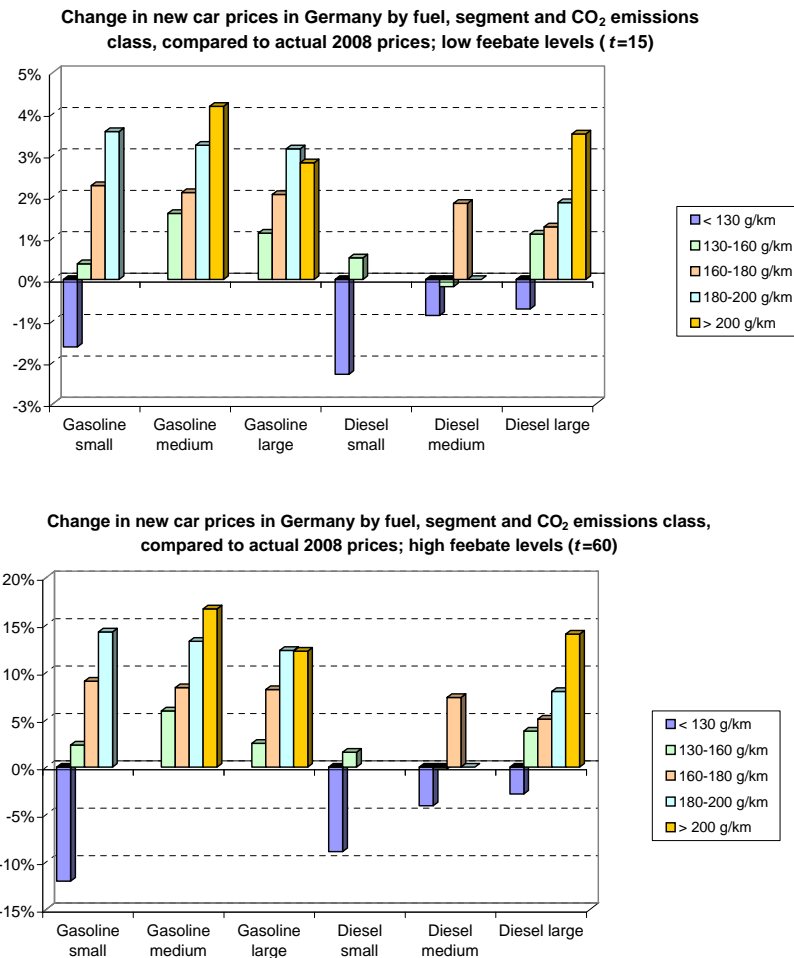 Change in new car prices in Germany by fuel, segment and CO₂ emissions
class, compared to actual 2008 prices; low feebate levels ( t=15)
5%
4%
3%
2%
1%
0%
-1%
-2%
-3%
Gasoline small
Gasoline medium
Gasoline large
Diesel small
Diesel medium
Diesel large
< 130 g/km
130-160 g/km
160-180 g/km
180-200 g/km
> 200 g/km
Change in new car prices in Germany by fuel, segment and CO₂ emissions class,
compared to actual 2008 prices; high feebate levels (t=60)
20%
15%
10%
5%
0%
-5%
-10%
-15%
Gasoline small
Gasoline medium
Gasoline large
Diesel small
Diesel medium
Diesel large
< 130 g/km
130-160 g/km
160-180 g/km
180-200 g/km
> 200 g/km